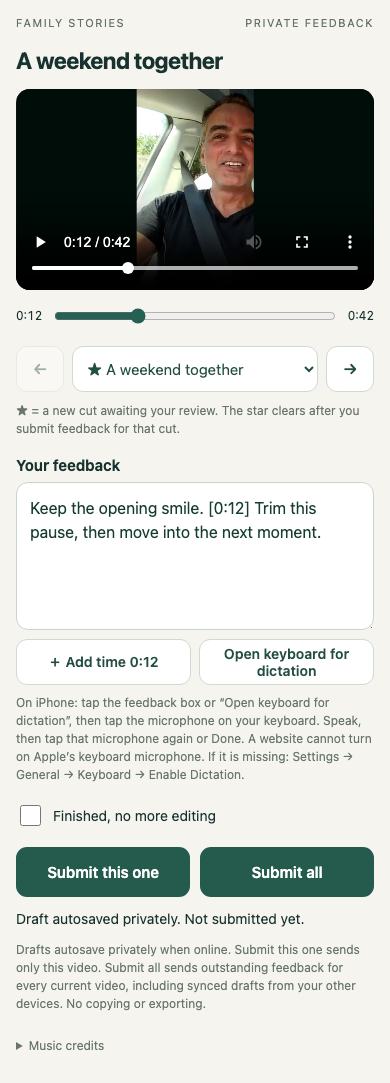 FAMILY STORIES
PRIVATE FEEDBACK
A weekend together
0:12 / 0:42
0:12
0:42
← ★ A weekend together →
★ = a new cut awaiting your review. The star clears after you
submit feedback for that cut.
Your feedback
Keep the opening smile. [0:12] Trim this
pause, then move into the next moment.
+ Add time 0:12
Open keyboard for
dictation
On iPhone: tap the feedback box or “Open keyboard for
dictation”, then tap the microphone on your keyboard. Speak,
then tap that microphone again or Done. A website cannot turn
on Apple’s keyboard microphone. If it is missing: Settings →
General → Keyboard → Enable Dictation.
Finished, no more editing
Submit this one
Submit all
Draft autosaved privately. Not submitted yet.
Drafts autosave privately when online. Submit this one sends
only this video. Submit all sends outstanding feedback for
every current video, including synced drafts from your other
devices. No copying or exporting.
Music credits